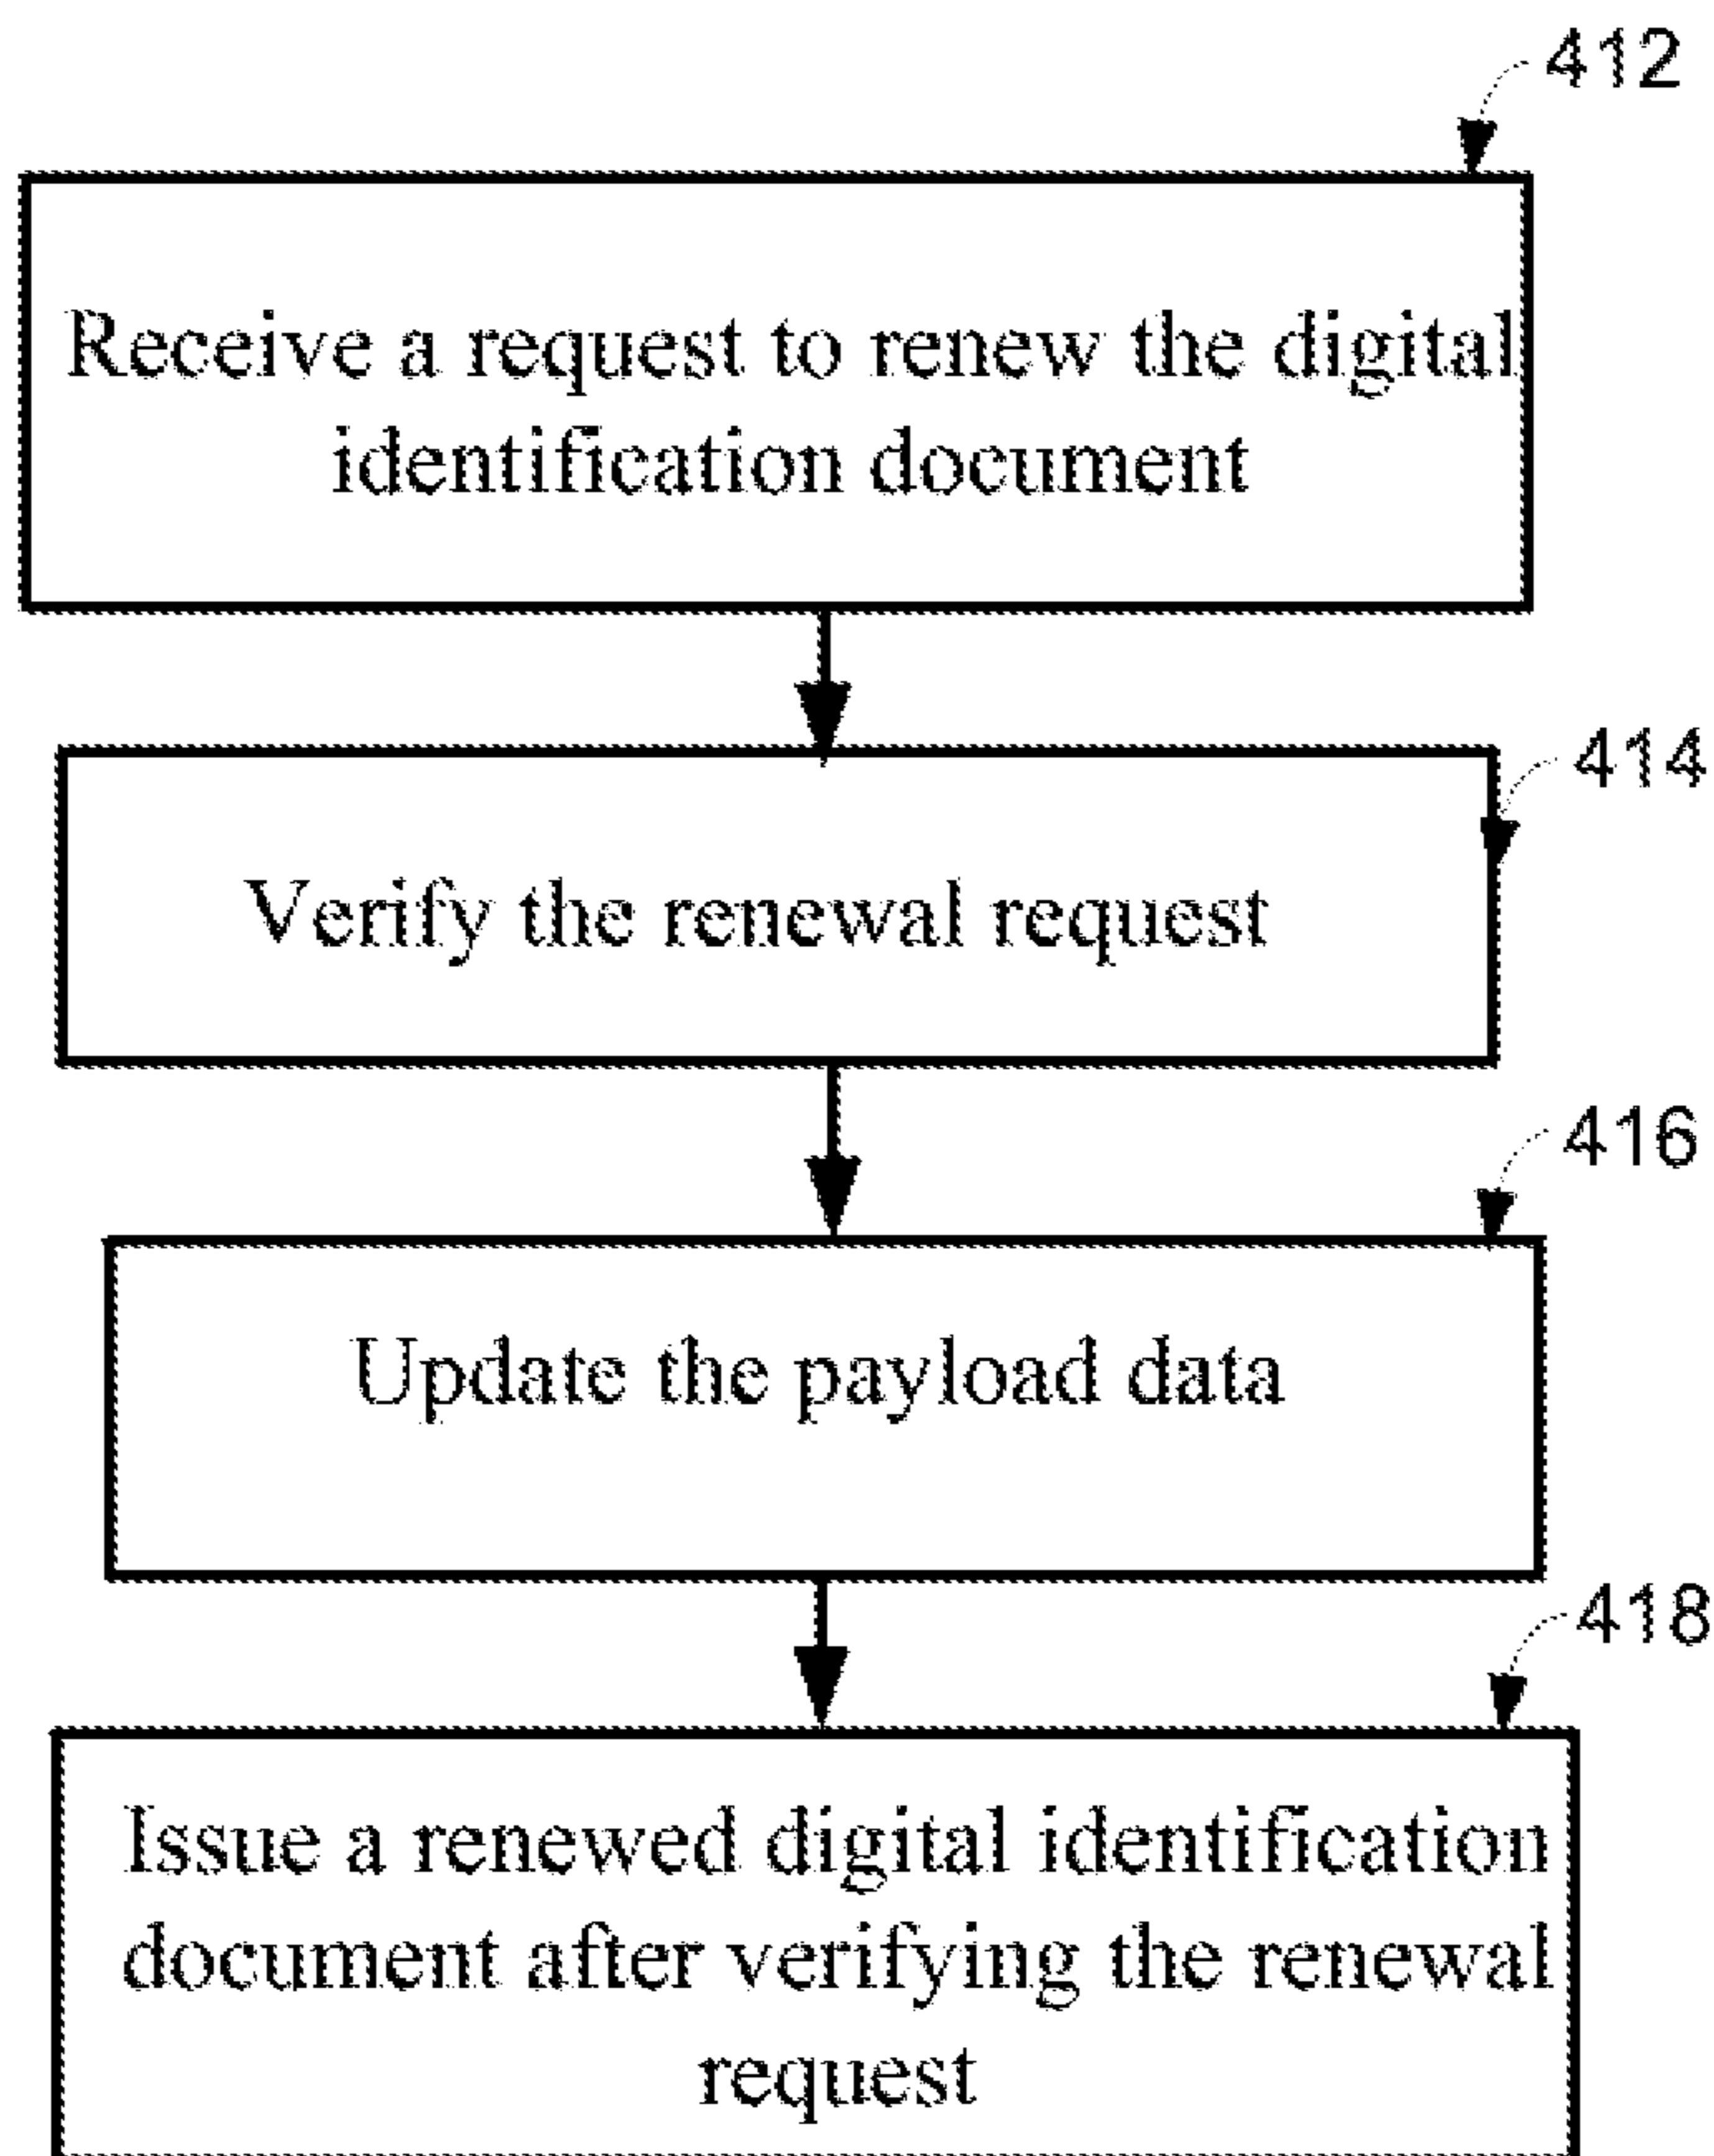 412
Receive a request to renew the digital
identification document
414
Verify the renewal request
416
Update the payload data
418
Issue a renewed digital identification
document after verifying the renewal
request